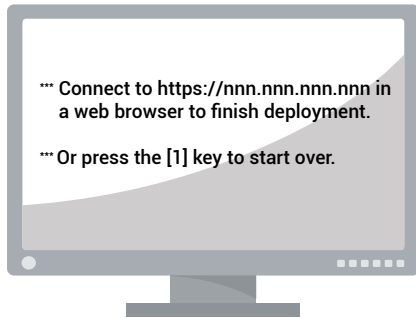 *** Connect to https://nnn.nnn.nnn.nnn in
a web browser to finish deployment.
*** Or press the [1] key to start over.